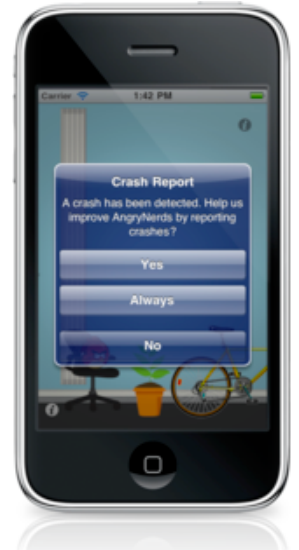 Carrier 1:42 PM
Crash Report
A crash has been detected. Help us
improve AngryNerds by reporting
crashes?
Yes
Always
No